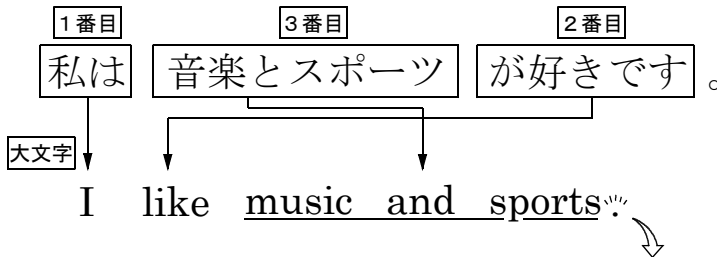 1番目 3番目 2番目
私は 音楽とスポーツ が好きです。
大文字
I like music and sports.